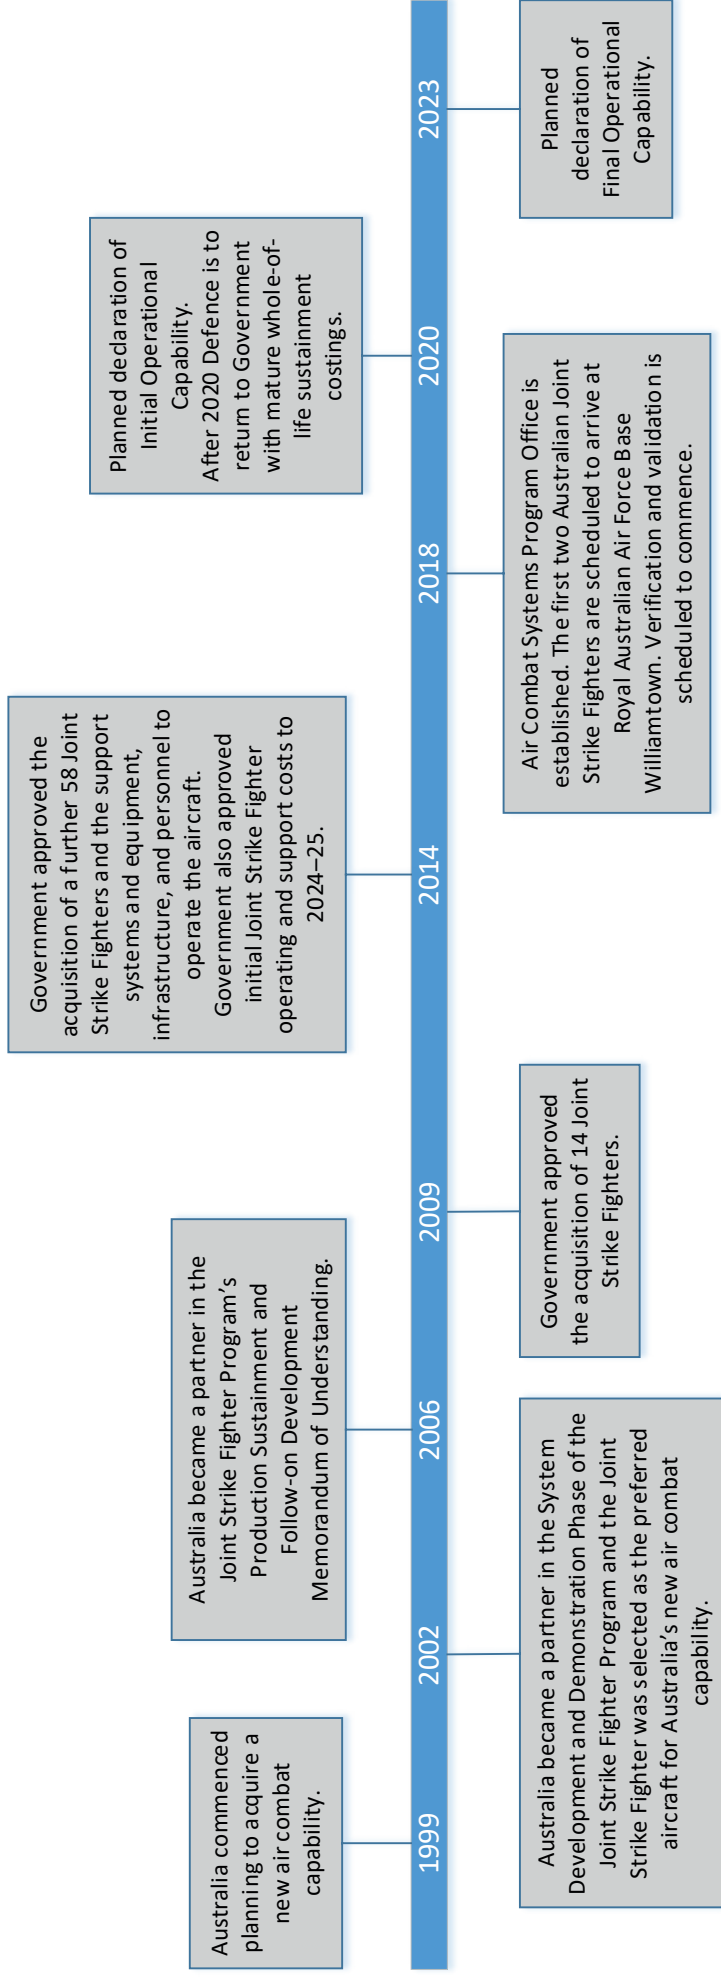 Australia commenced
planning to acquire a
new air combat
capability.
1999
Australia became a partner in the System
Development and Demonstration Phase of the
Joint Strike Fighter Program and the Joint
Strike Fighter was selected as the preferred
aircraft for Australia’s new air combat
capability.
2002
Australia became a partner in the
Joint Strike Fighter Program’s
Production Sustainment and
Follow-on Development
Memorandum of Understanding.
2006
Government approved
the acquisition of 14 Joint
Strike Fighters.
2009
Government approved the
acquisition of a further 58 Joint
Strike Fighters and the support
systems and equipment,
infrastructure, and personnel to
operate the aircraft.
Government also approved
initial Joint Strike Fighter
operating and support costs to
2024–25.
2014
Air Combat Systems Program Office is
established. The first two Australian Joint
Strike Fighters are scheduled to arrive at
Royal Australian Air Force Base
Williamtown. Verification and validation is
scheduled to commence.
2018
Planned declaration of
Initial Operational
Capability.
After 2020 Defence is to
return to Government
with mature whole-of-
life sustainment
costings.
2020
Planned
declaration of
Final Operational
Capability.
2023